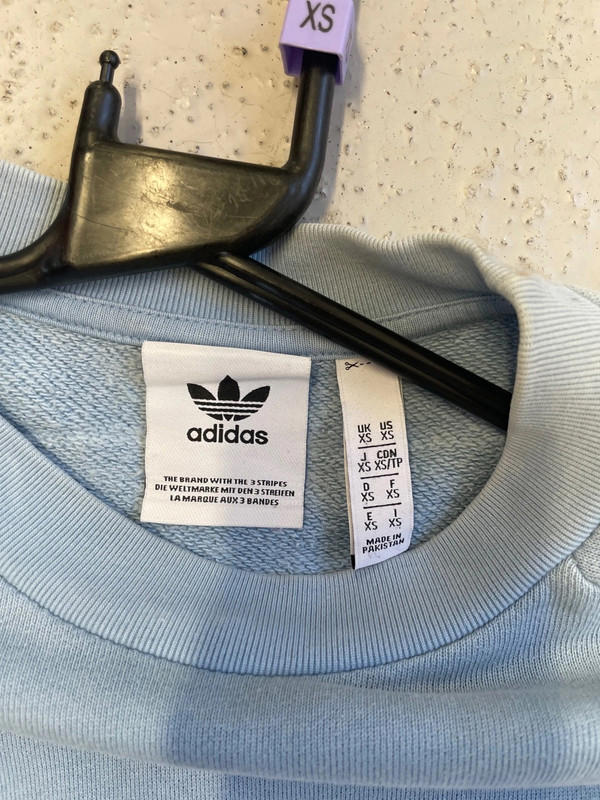 XS
adidas
THE BRAND WITH THE 3 STRIPES
DIE WELTMARKE MIT DEN 3 STREIFEN
LA MARQUE AUX 3 BANDES
UK US
XS XS
J CDN
XS XS/TP
D F
XS XS
E I
XS XS
MADE IN
PAKISTAN